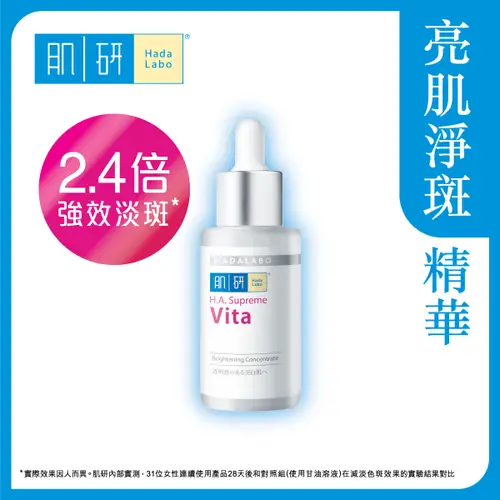 肌研
Hada
Labo
®
亮肌淨斑
精華
2.4倍
強效淡斑*
HADALABO
肌研
Hada
Labo
H.A. Supreme
Vita
Brightening Concentrate
*實際效果因人而異。肌研內部實測，31位女性連續使用產品28天後和對照組(使用甘油溶液)在減淡色斑效果的實驗結果對比